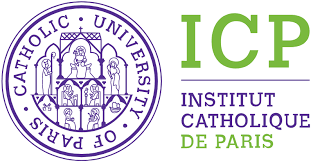 · CATHOLIC · UNIVERSITY · OF PARIS
ICP
INSTITUT
CATHOLIQUE
DE PARIS